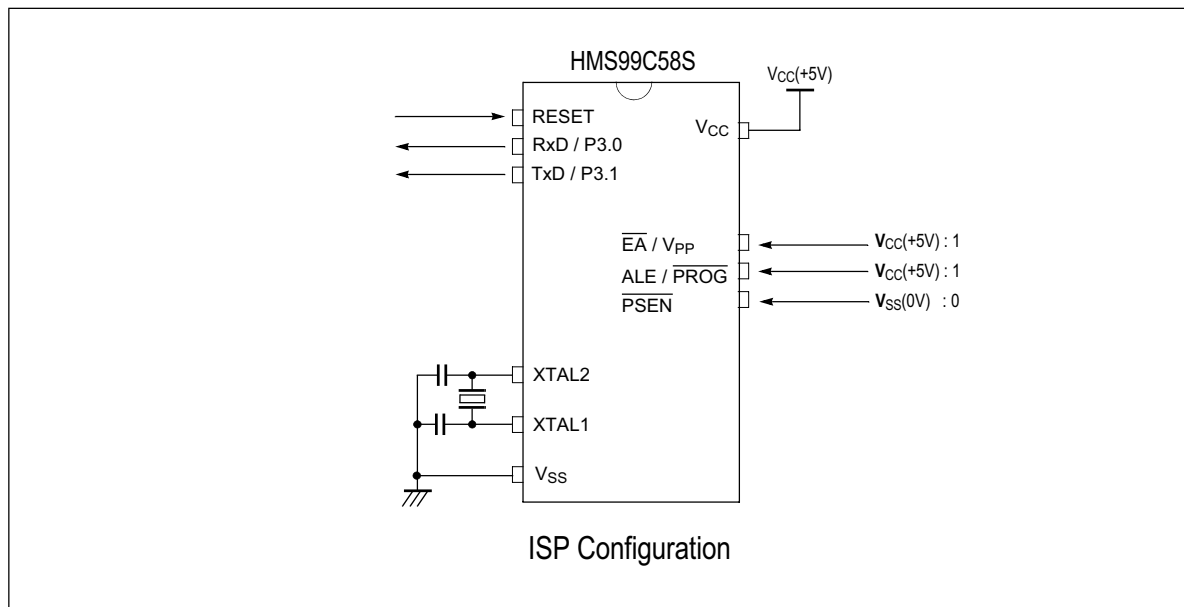 HMS99C58S
VCC(+5V)
RESET
RxD / P3.0
TxD / P3.1
VCC
EA / VPP
VCC(+5V) : 1
ALE / PROG
VCC(+5V) : 1
PSEN
VSS(0V) : 0
XTAL2
XTAL1
VSS
ISP Configuration